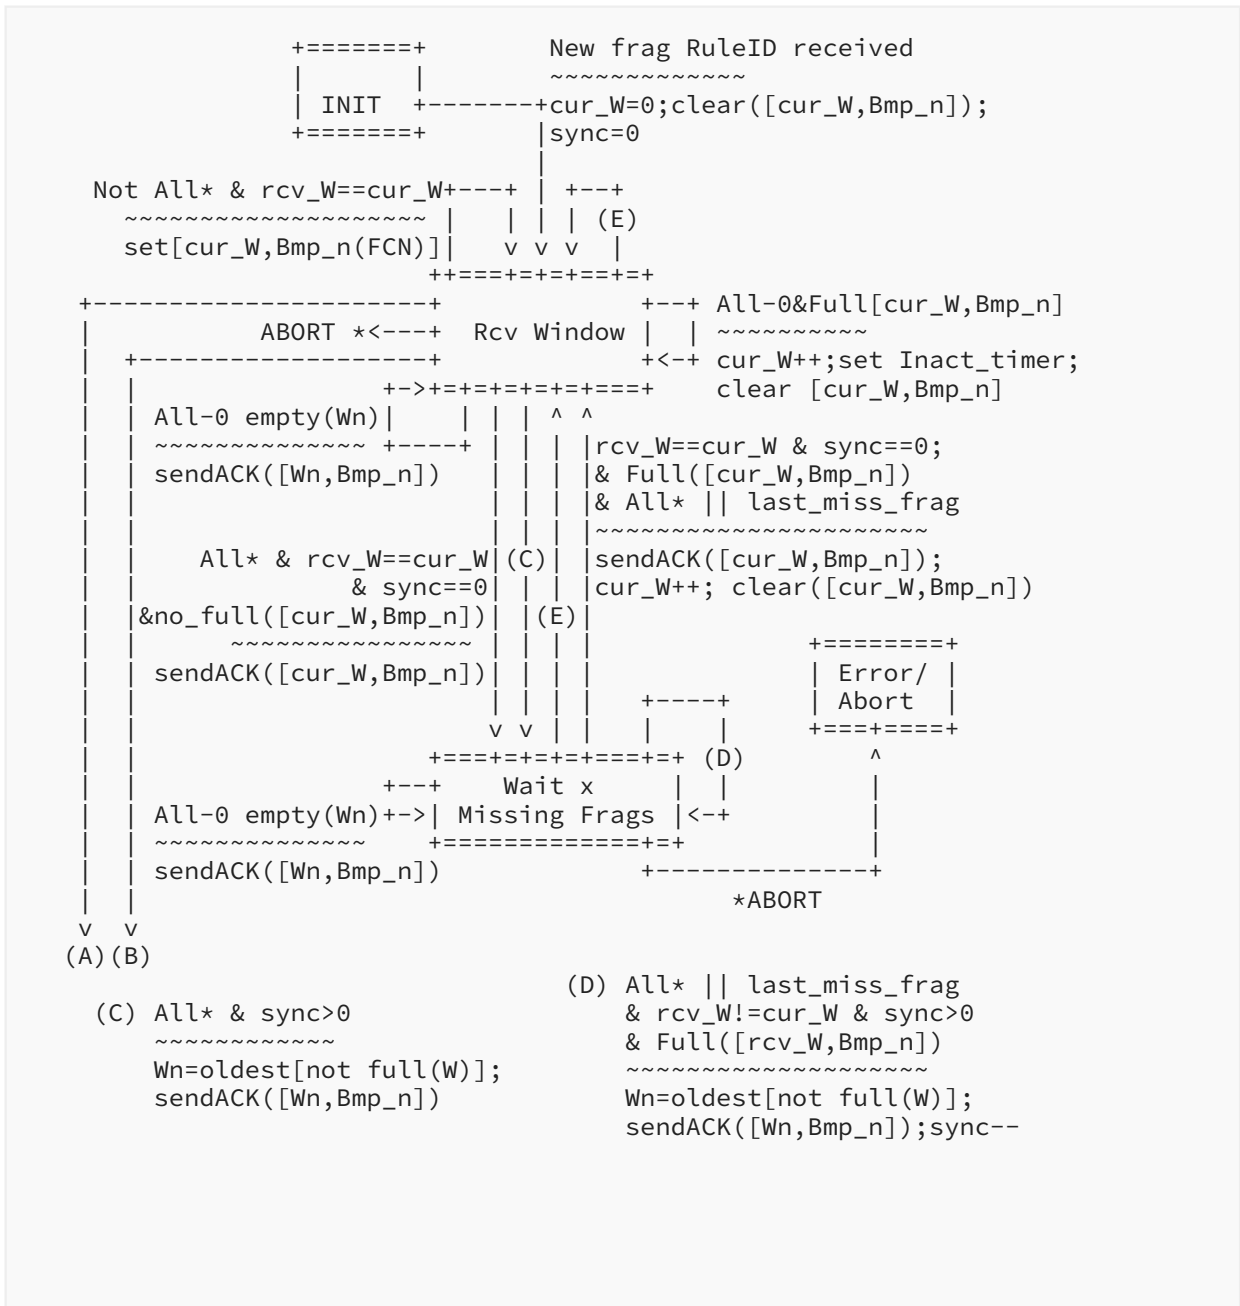 +=======+        New frag RuleID received
               |       |        ~~~~~~~~~~~~~
               | INIT  +-------+cur_W=0;clear([cur_W,Bmp_n]);
               +=======+       |sync=0
                               |
  Not All* & rcv_W==cur_W+---+ | +--+
    ~~~~~~~~~~~~~~~~~~~~ |   | | | (E)
    set[cur_W,Bmp_n(FCN)]|   v v v  |
                        ++===+=+=+==+=+
 +----------------------+             +--+ All-0&Full[cur_W,Bmp_n]
 |           ABORT *<---+  Rcv Window |  | ~~~~~~~~~~
 |  +-------------------+             +<-+ cur_W++;set Inact_timer;
 |  |                +->+=+=+=+=+=+===+    clear [cur_W,Bmp_n]
 |  | All-0 empty(Wn)|    | | | ^ ^
 |  | ~~~~~~~~~~~~~~ +----+ | | | |rcv_W==cur_W & sync==0;
 |  | sendACK([Wn,Bmp_n])   | | | |& Full([cur_W,Bmp_n])
 |  |                       | | | |& All* || last_miss_frag
 |  |                       | | | |~~~~~~~~~~~~~~~~~~~~~~
 |  |    All* & rcv_W==cur_W|(C)| |sendACK([cur_W,Bmp_n]);
 |  |              & sync==0| | | |cur_W++; clear([cur_W,Bmp_n])
 |  |&no_full([cur_W,Bmp_n])| |(E)|
 |  |      ~~~~~~~~~~~~~~~~ | | | |              +========+
 |  | sendACK([cur_W,Bmp_n])| | | |              | Error/ |
 |  |                       | | | |   +----+     | Abort  |
 |  |                       v v | |   |    |     +===+====+
 |  |                   +===+=+=+=+===+=+ (D)        ^
 |  |                +--+    Wait x     |  |         |
 |  | All-0 empty(Wn)+->| Missing Frags |<-+         |
 |  | ~~~~~~~~~~~~~~    +=============+=+            |
 |  | sendACK([Wn,Bmp_n])             +--------------+
 |  |                                       *ABORT
 v  v
(A)(B)
                                 (D) All* || last_miss_frag
  (C) All* & sync>0                  & rcv_W!=cur_W & sync>0
      ~~~~~~~~~~~~                   & Full([rcv_W,Bmp_n])
      Wn=oldest[not full(W)];        ~~~~~~~~~~~~~~~~~~~~
      sendACK([Wn,Bmp_n])            Wn=oldest[not full(W)];
                                     sendACK([Wn,Bmp_n]);sync--